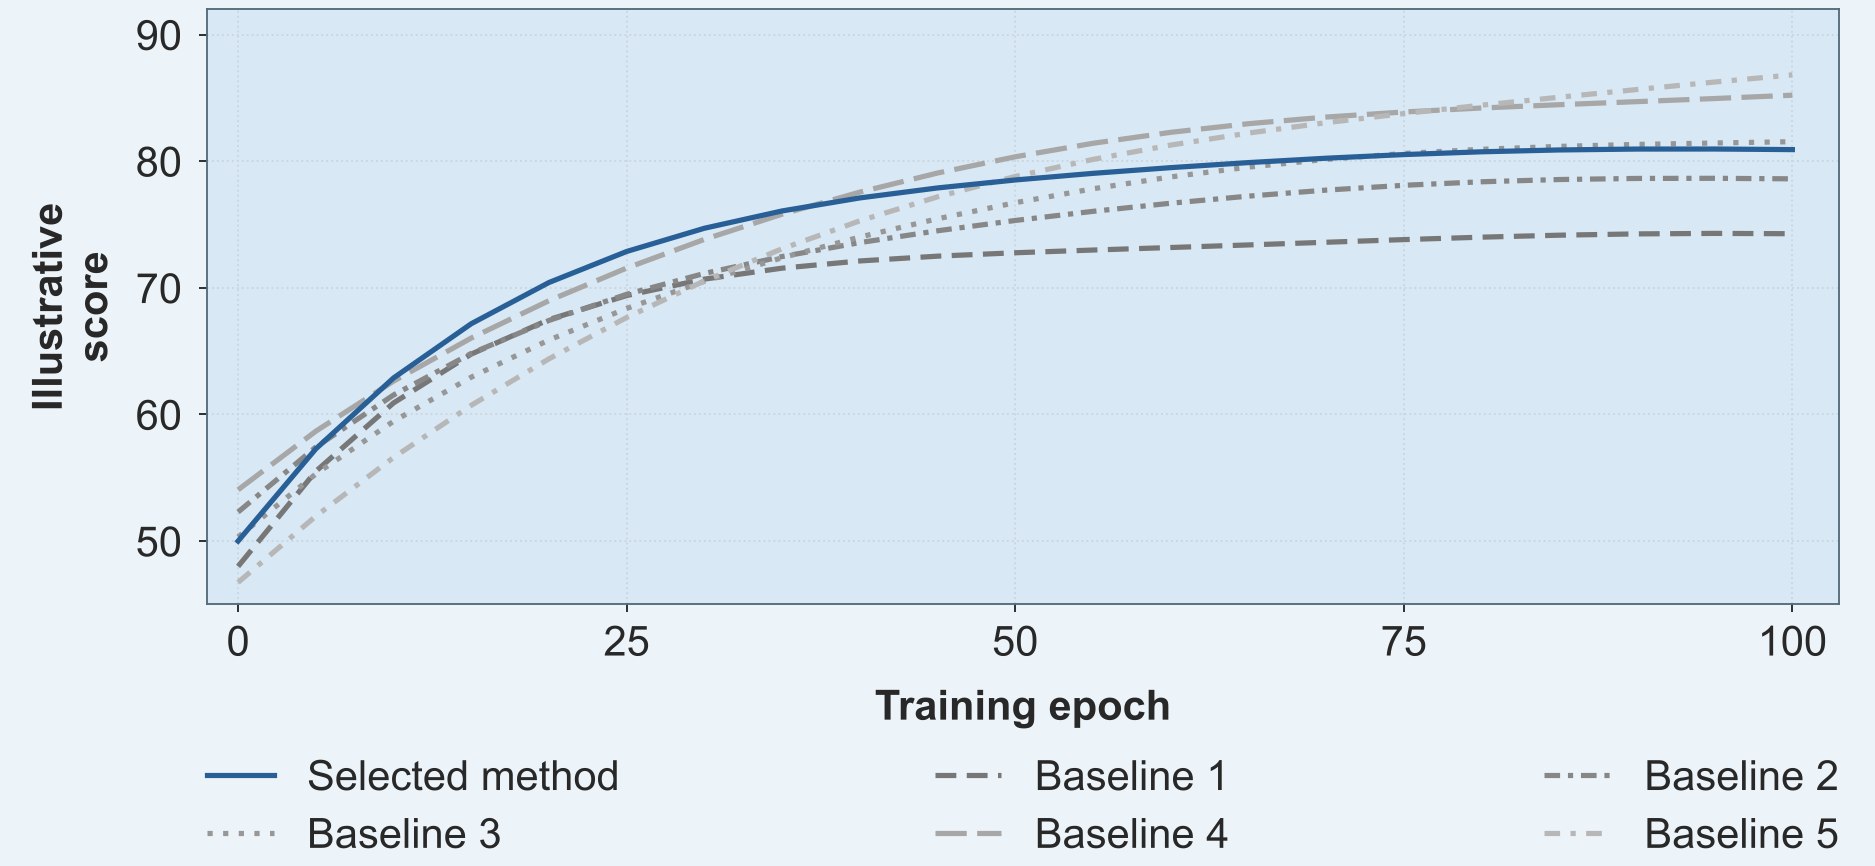 90
80
70
60
50
Illustrative
score
0 25 50 75 100
Training epoch
Selected method Baseline 1 Baseline 2
Baseline 3 Baseline 4 Baseline 5